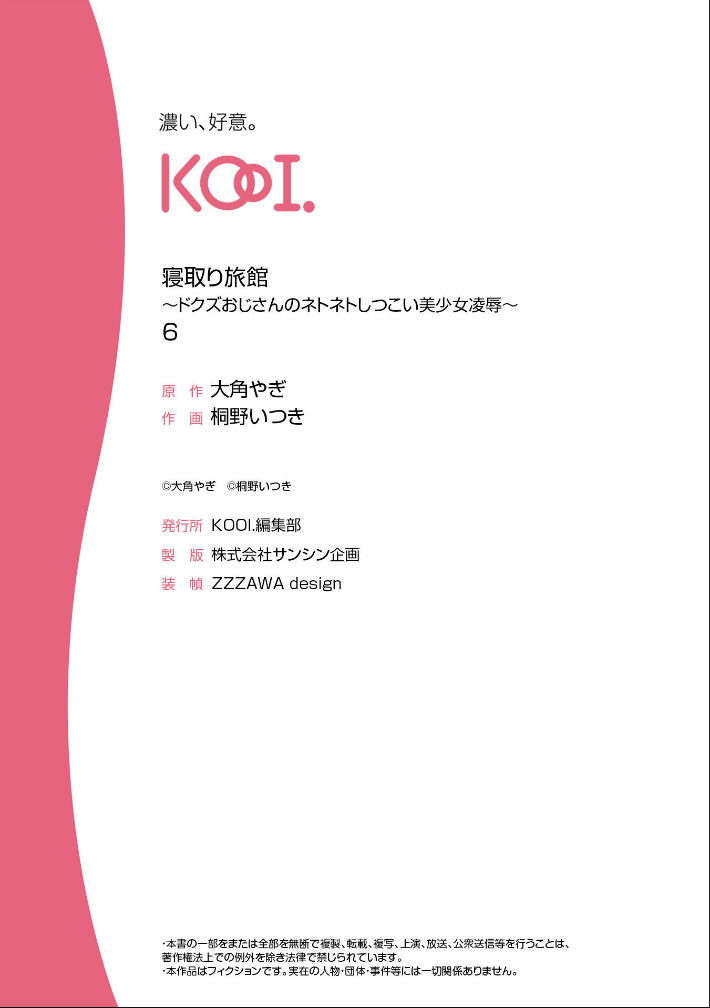 濃い、好意。
KOOI.
寝取り旅館
～ドクズおじさんのネトネトしつこい美少女凌辱～
6
原　作 大角やぎ
作　画 桐野いつき
©大角やぎ　©桐野いつき
発行所 KOOI.編集部
製　版 株式会社サンシン企画
装　幀 ZZZAWA design
・本書の一部をまたは全部を無断で複製、転載、複写、上演、放送、公衆送信等を行うことは、
著作権法上での例外を除き法律で禁じられています。
・本作品はフィクションです。実在の人物・団体・事件等には一切関係ありません。